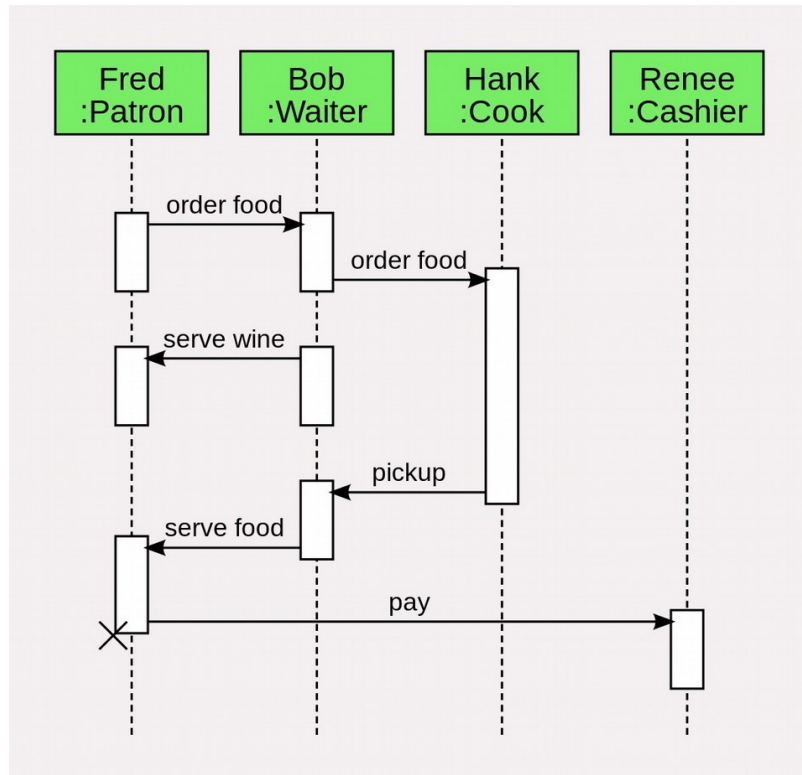 Fred
:Patron
Bob
:Waiter
Hank
:Cook
Renee
:Cashier
order food
order food
serve wine
pickup
serve food
pay